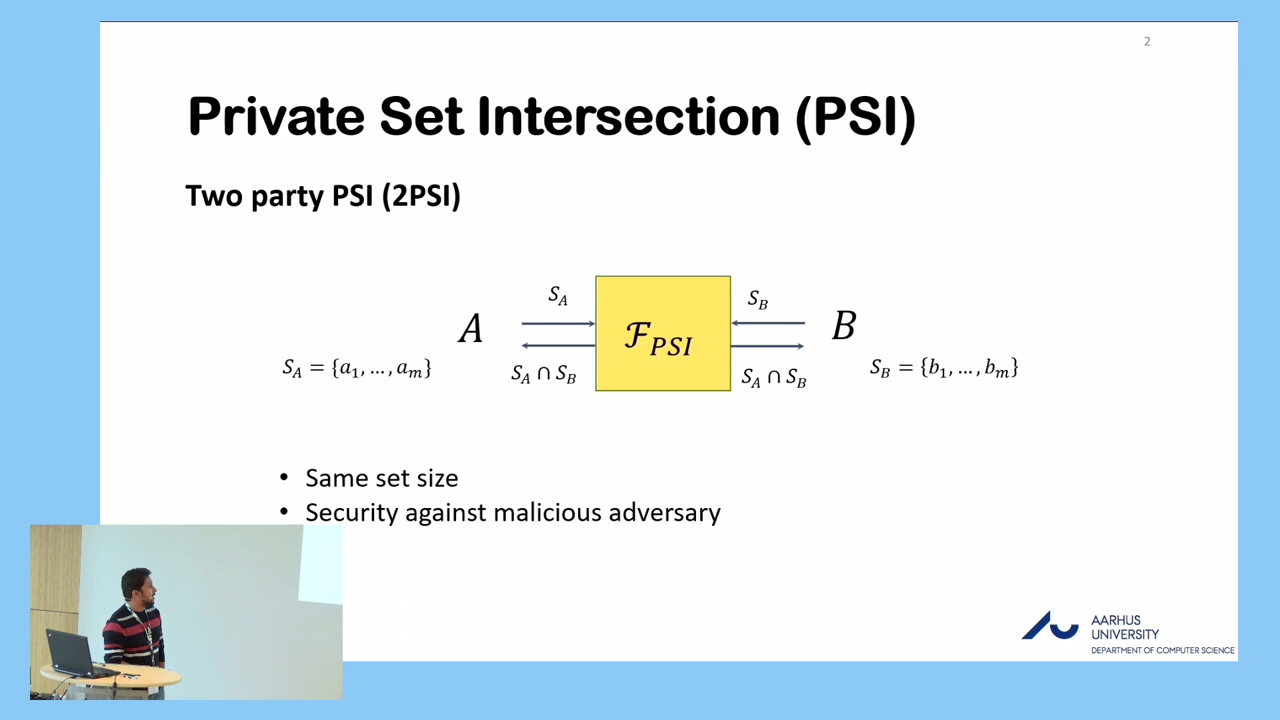 2
Private Set Intersection (PSI)
Two party PSI (2PSI)
S_A
S_B
A
ℱ_PSI
B
S_A = {a_1, … , a_m}
S_A ∩ S_B
S_A ∩ S_B
S_B = {b_1, … , b_m}
• Same set size
• Security against malicious adversary
AARHUS
UNIVERSITY
DEPARTMENT OF COMPUTER SCIENCE